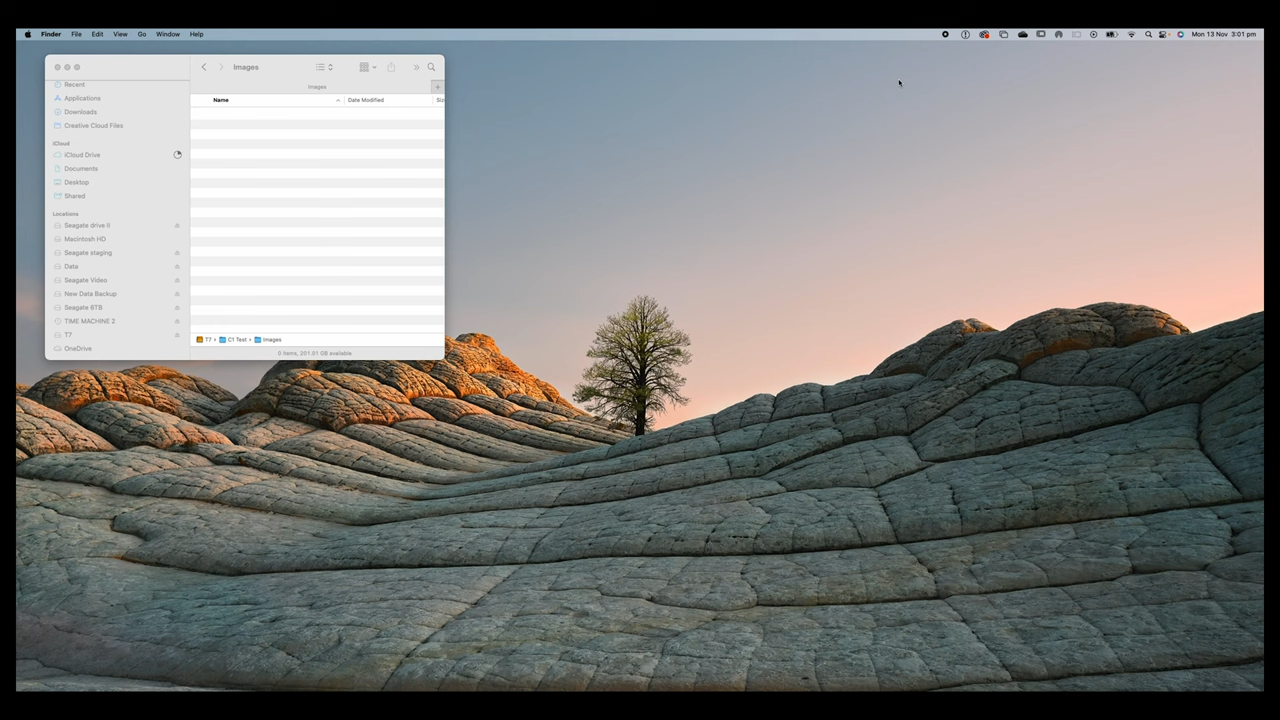 Finder File Edit View Go Window Help
Mon 13 Nov 3:01 pm
Images
Images
Name Date Modified Siz
Recent
Applications
Downloads
Creative Cloud Files
iCloud
iCloud Drive
Documents
Desktop
Shared
Locations
Seagate drive II
Macintosh HD
Seagate staging
Data
Seagate Video
New Data Backup
Seagate 6TB
TIME MACHINE 2
T7
OneDrive
T7 › C1 Test › Images
0 items, 201.01 GB available